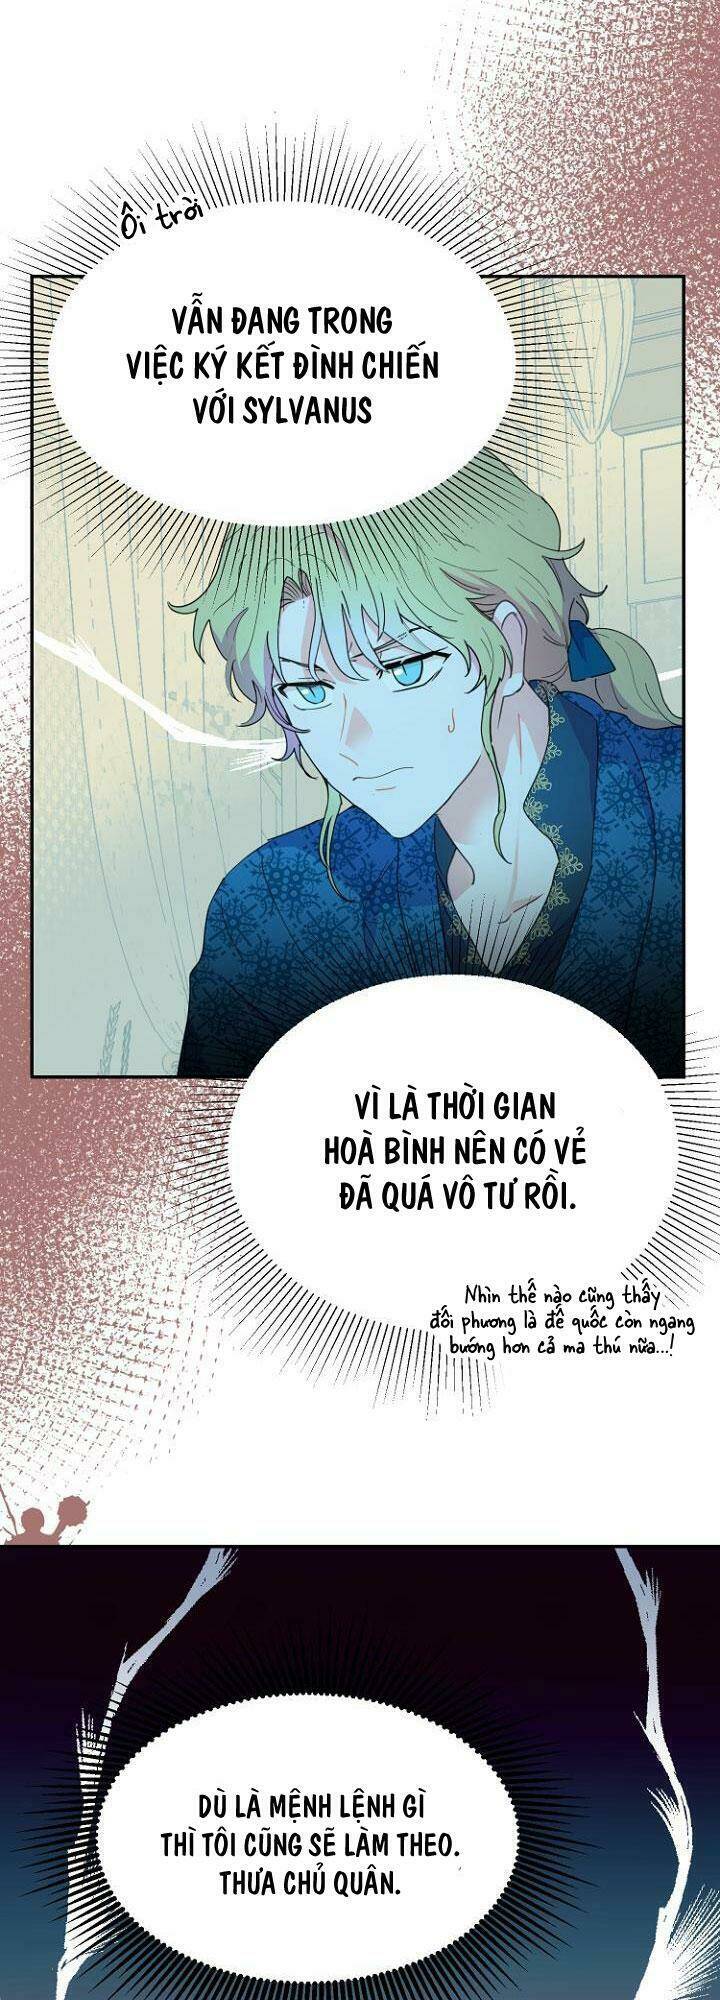 Ôi trời
VẪN ĐANG TRONG
VIỆC KÝ KẾT ĐÌNH CHIẾN
VỚI SYLVANUS
VÌ LÀ THỜI GIAN
HOÀ BÌNH NÊN CÓ VẺ
ĐÃ QUÁ VÔ TƯ RỒI.
Nhìn thế nào cũng thấy
đối phương là đế quốc còn ngang
bướng hơn cả ma thú nữa...!
DÙ LÀ MỆNH LỆNH GÌ
THÌ TÔI CŨNG SẼ LÀM THEO.
THƯA CHỦ QUÂN.